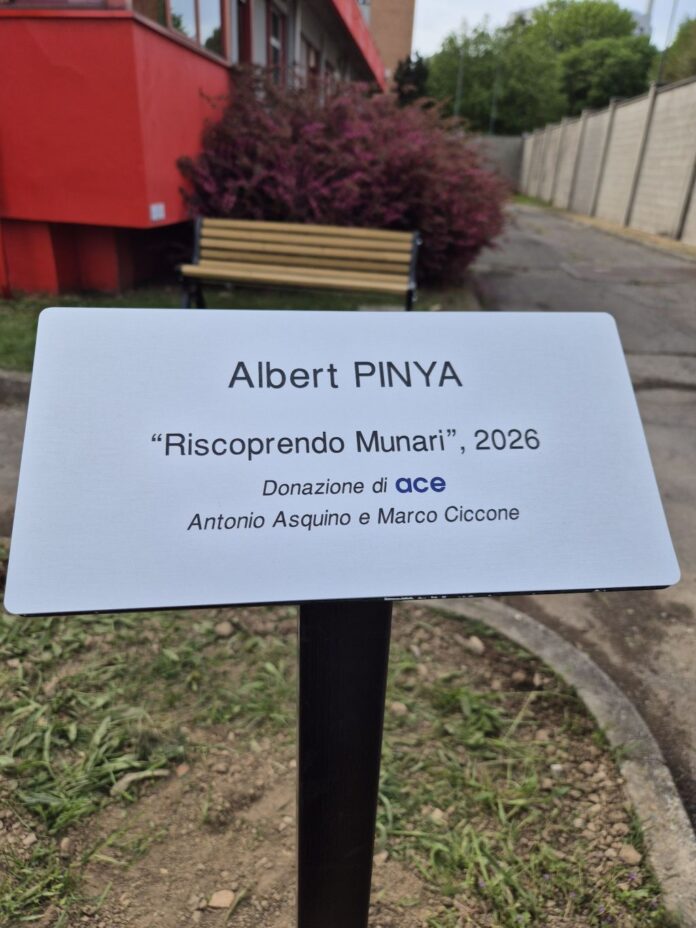 Albert PINYA
“Riscoprendo Munari”, 2026
Donazione di ace
Antonio Asquino e Marco Ciccone